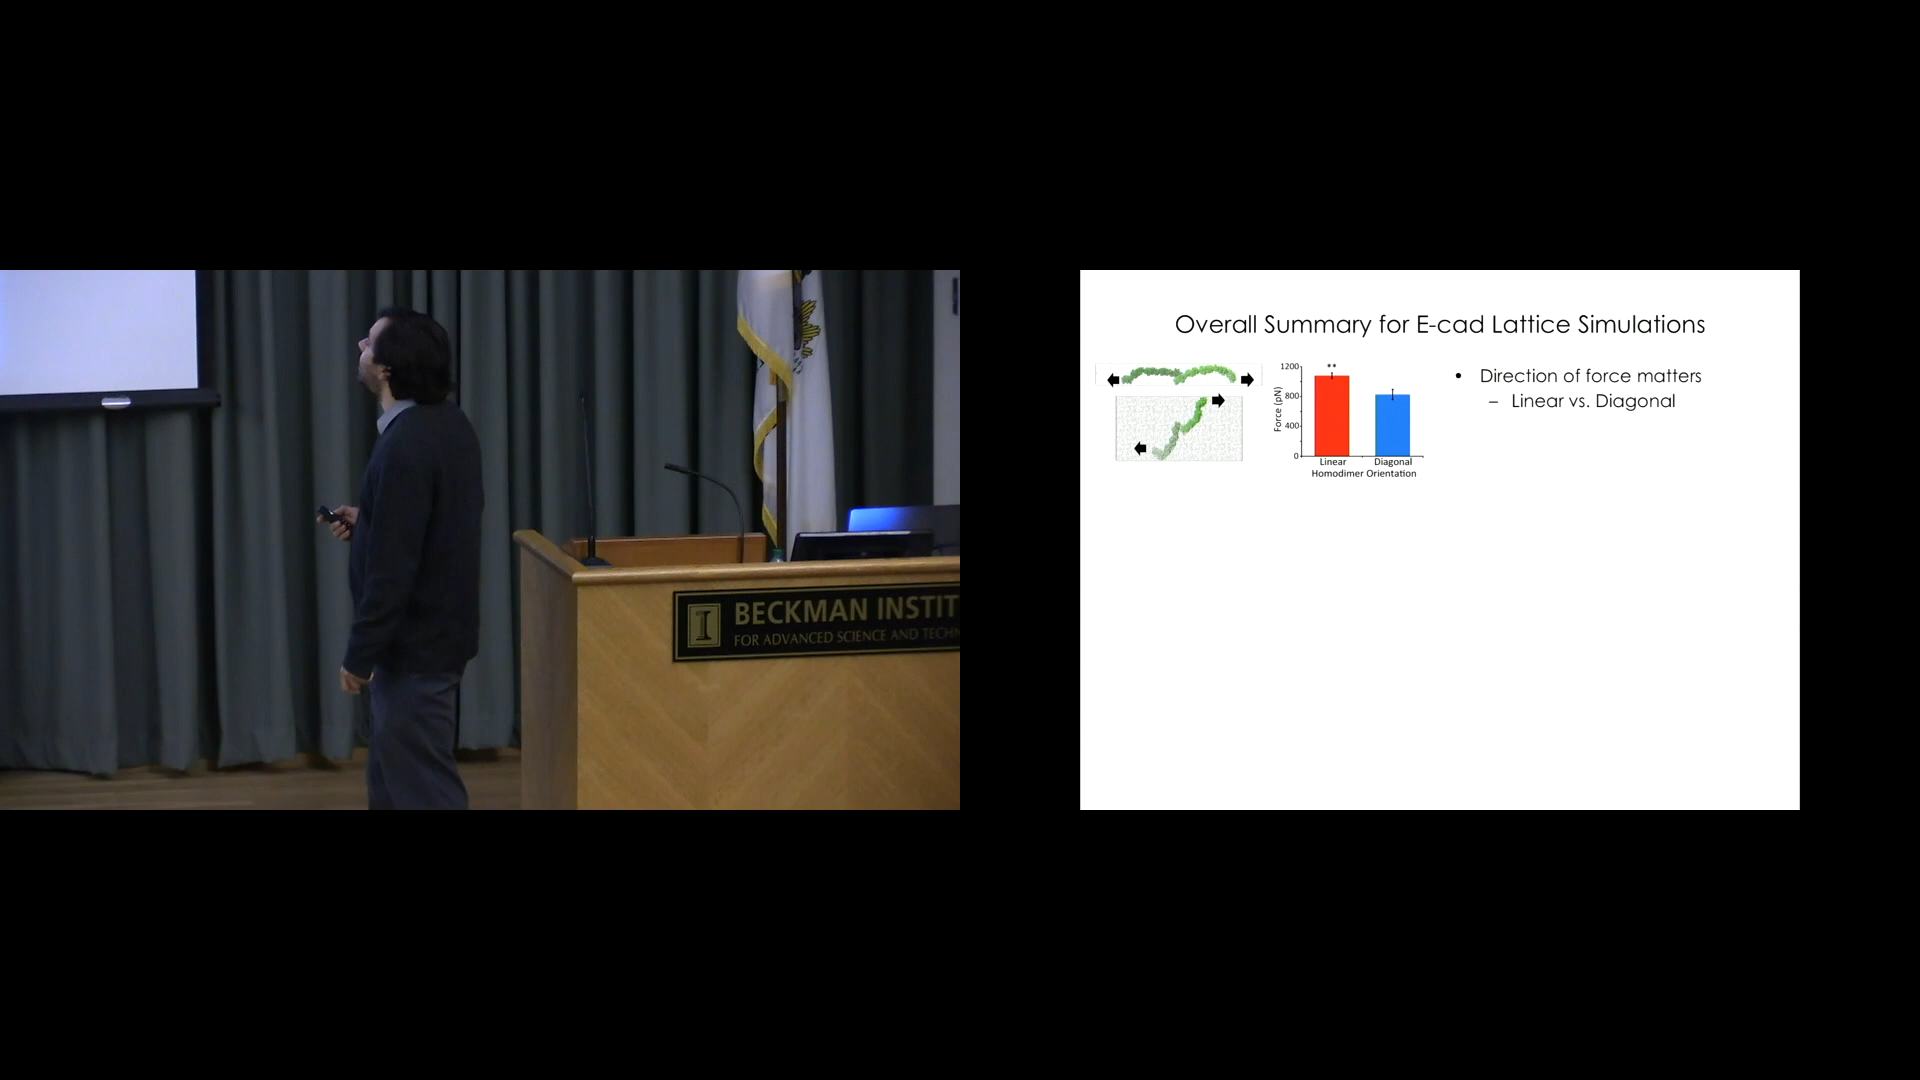 BECKMAN INSTIT
FOR ADVANCED SCIENCE AND TECHN
Overall Summary for E-cad Lattice Simulations
**
1200
800
400
0
Force (pN)
Linear Diagonal
Homodimer Orientation
• Direction of force matters
– Linear vs. Diagonal